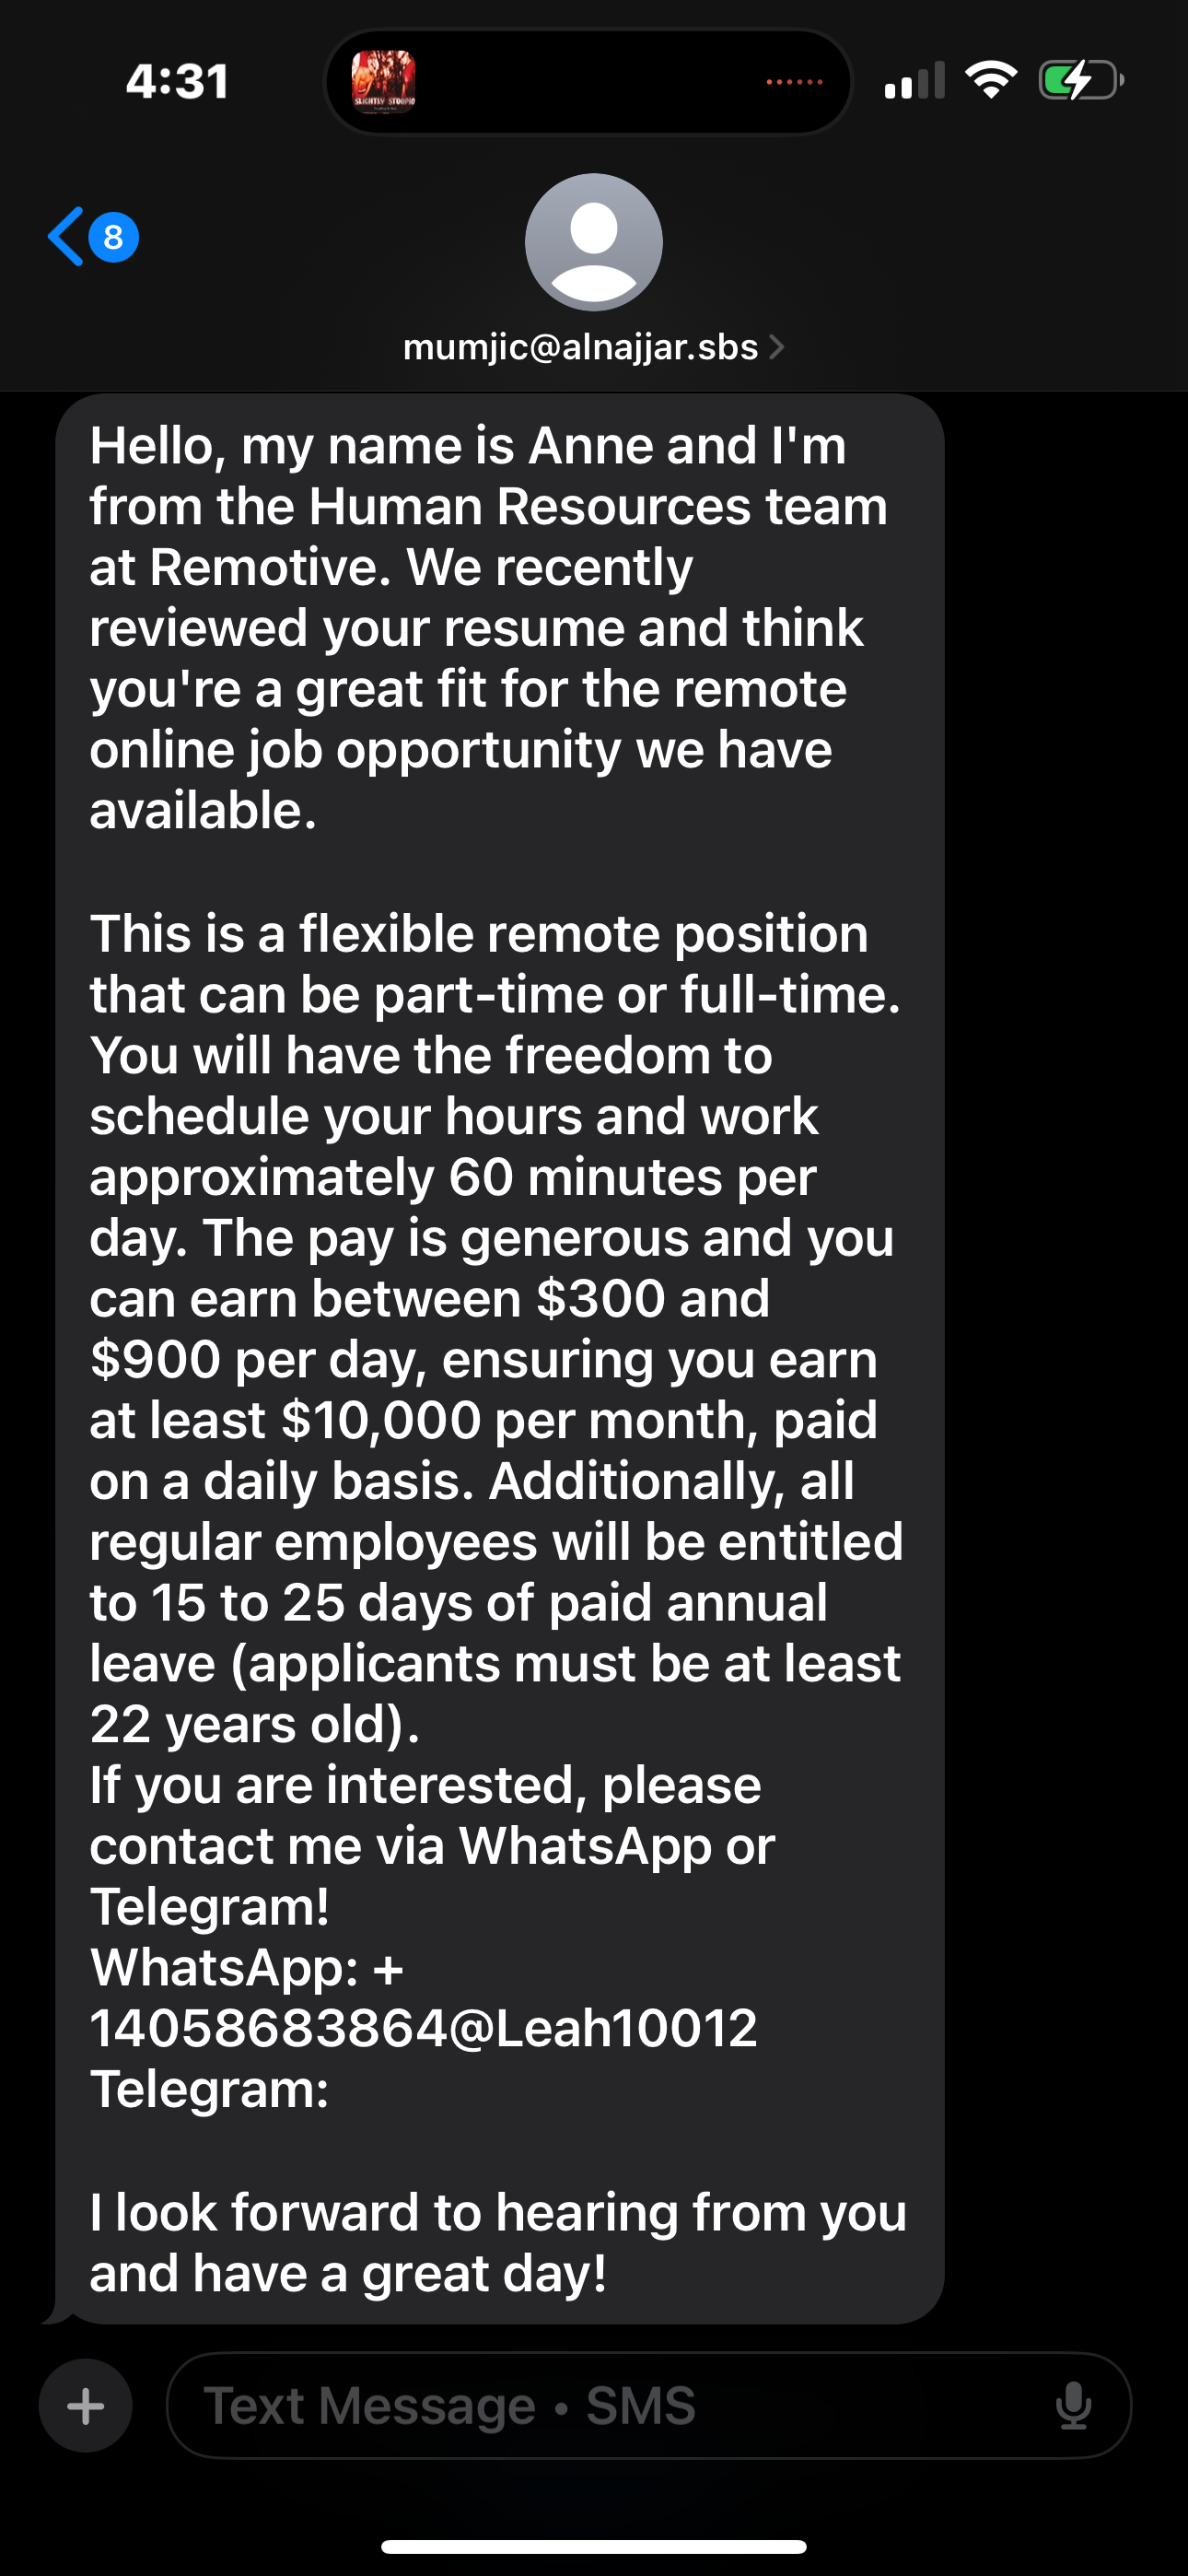 4:31
SLIGHTLY STOOPID
8
mumjic@alnajjar.sbs
Hello, my name is Anne and I'm
from the Human Resources team
at Remotive. We recently
reviewed your resume and think
you're a great fit for the remote
online job opportunity we have
available.
This is a flexible remote position
that can be part-time or full-time.
You will have the freedom to
schedule your hours and work
approximately 60 minutes per
day. The pay is generous and you
can earn between $300 and
$900 per day, ensuring you earn
at least $10,000 per month, paid
on a daily basis. Additionally, all
regular employees will be entitled
to 15 to 25 days of paid annual
leave (applicants must be at least
22 years old).
If you are interested, please
contact me via WhatsApp or
Telegram!
WhatsApp: +
14058683864@Leah10012
Telegram:
I look forward to hearing from you
and have a great day!
Text Message • SMS